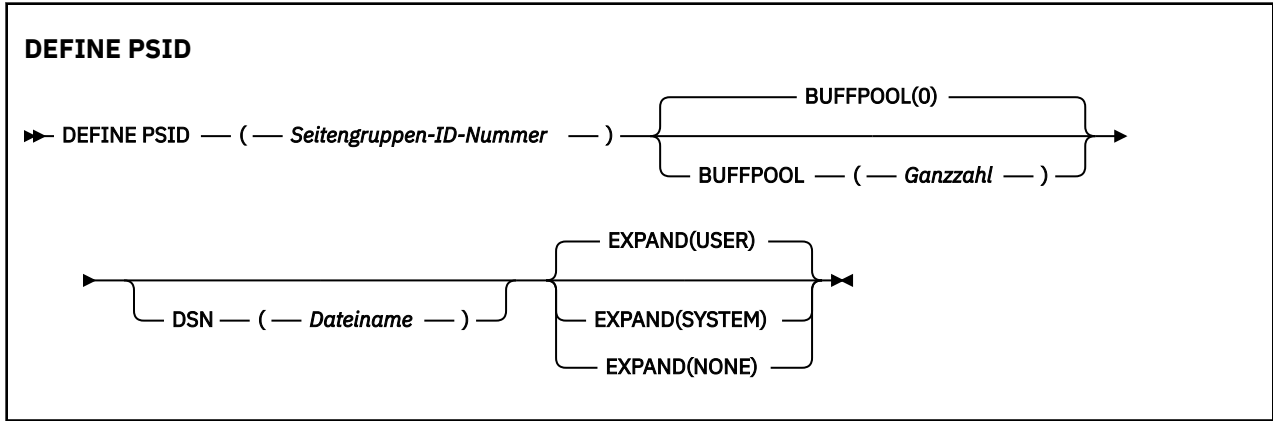 DEFINE PSID
BUFFPOOL(0)
DEFINE PSID ( Seitengruppen-ID-Nummer )
BUFFPOOL ( Ganzzahl )
EXPAND(USER)
DSN ( Dateiname ) EXPAND(SYSTEM)
EXPAND(NONE)